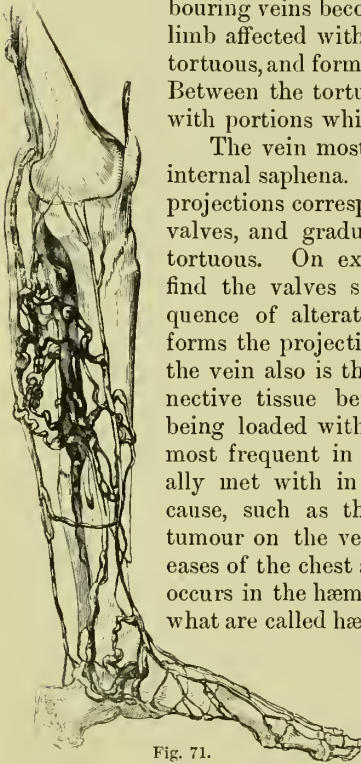 bouring veins beco
limb affected with
tortuous, and form
Between the tortu
with portions whi
The vein most
internal saphena.
projections corresp
valves, and gradu
tortuous. On ex
find the valves s
quence of alterat
forms the projecti
the vein also is th
nective tissue be
being loaded with
most frequent in
ally met with in
cause, such as th
tumour on the ve
eases of the chest a
occurs in the hæm
what are called hæ
Fig. 71.